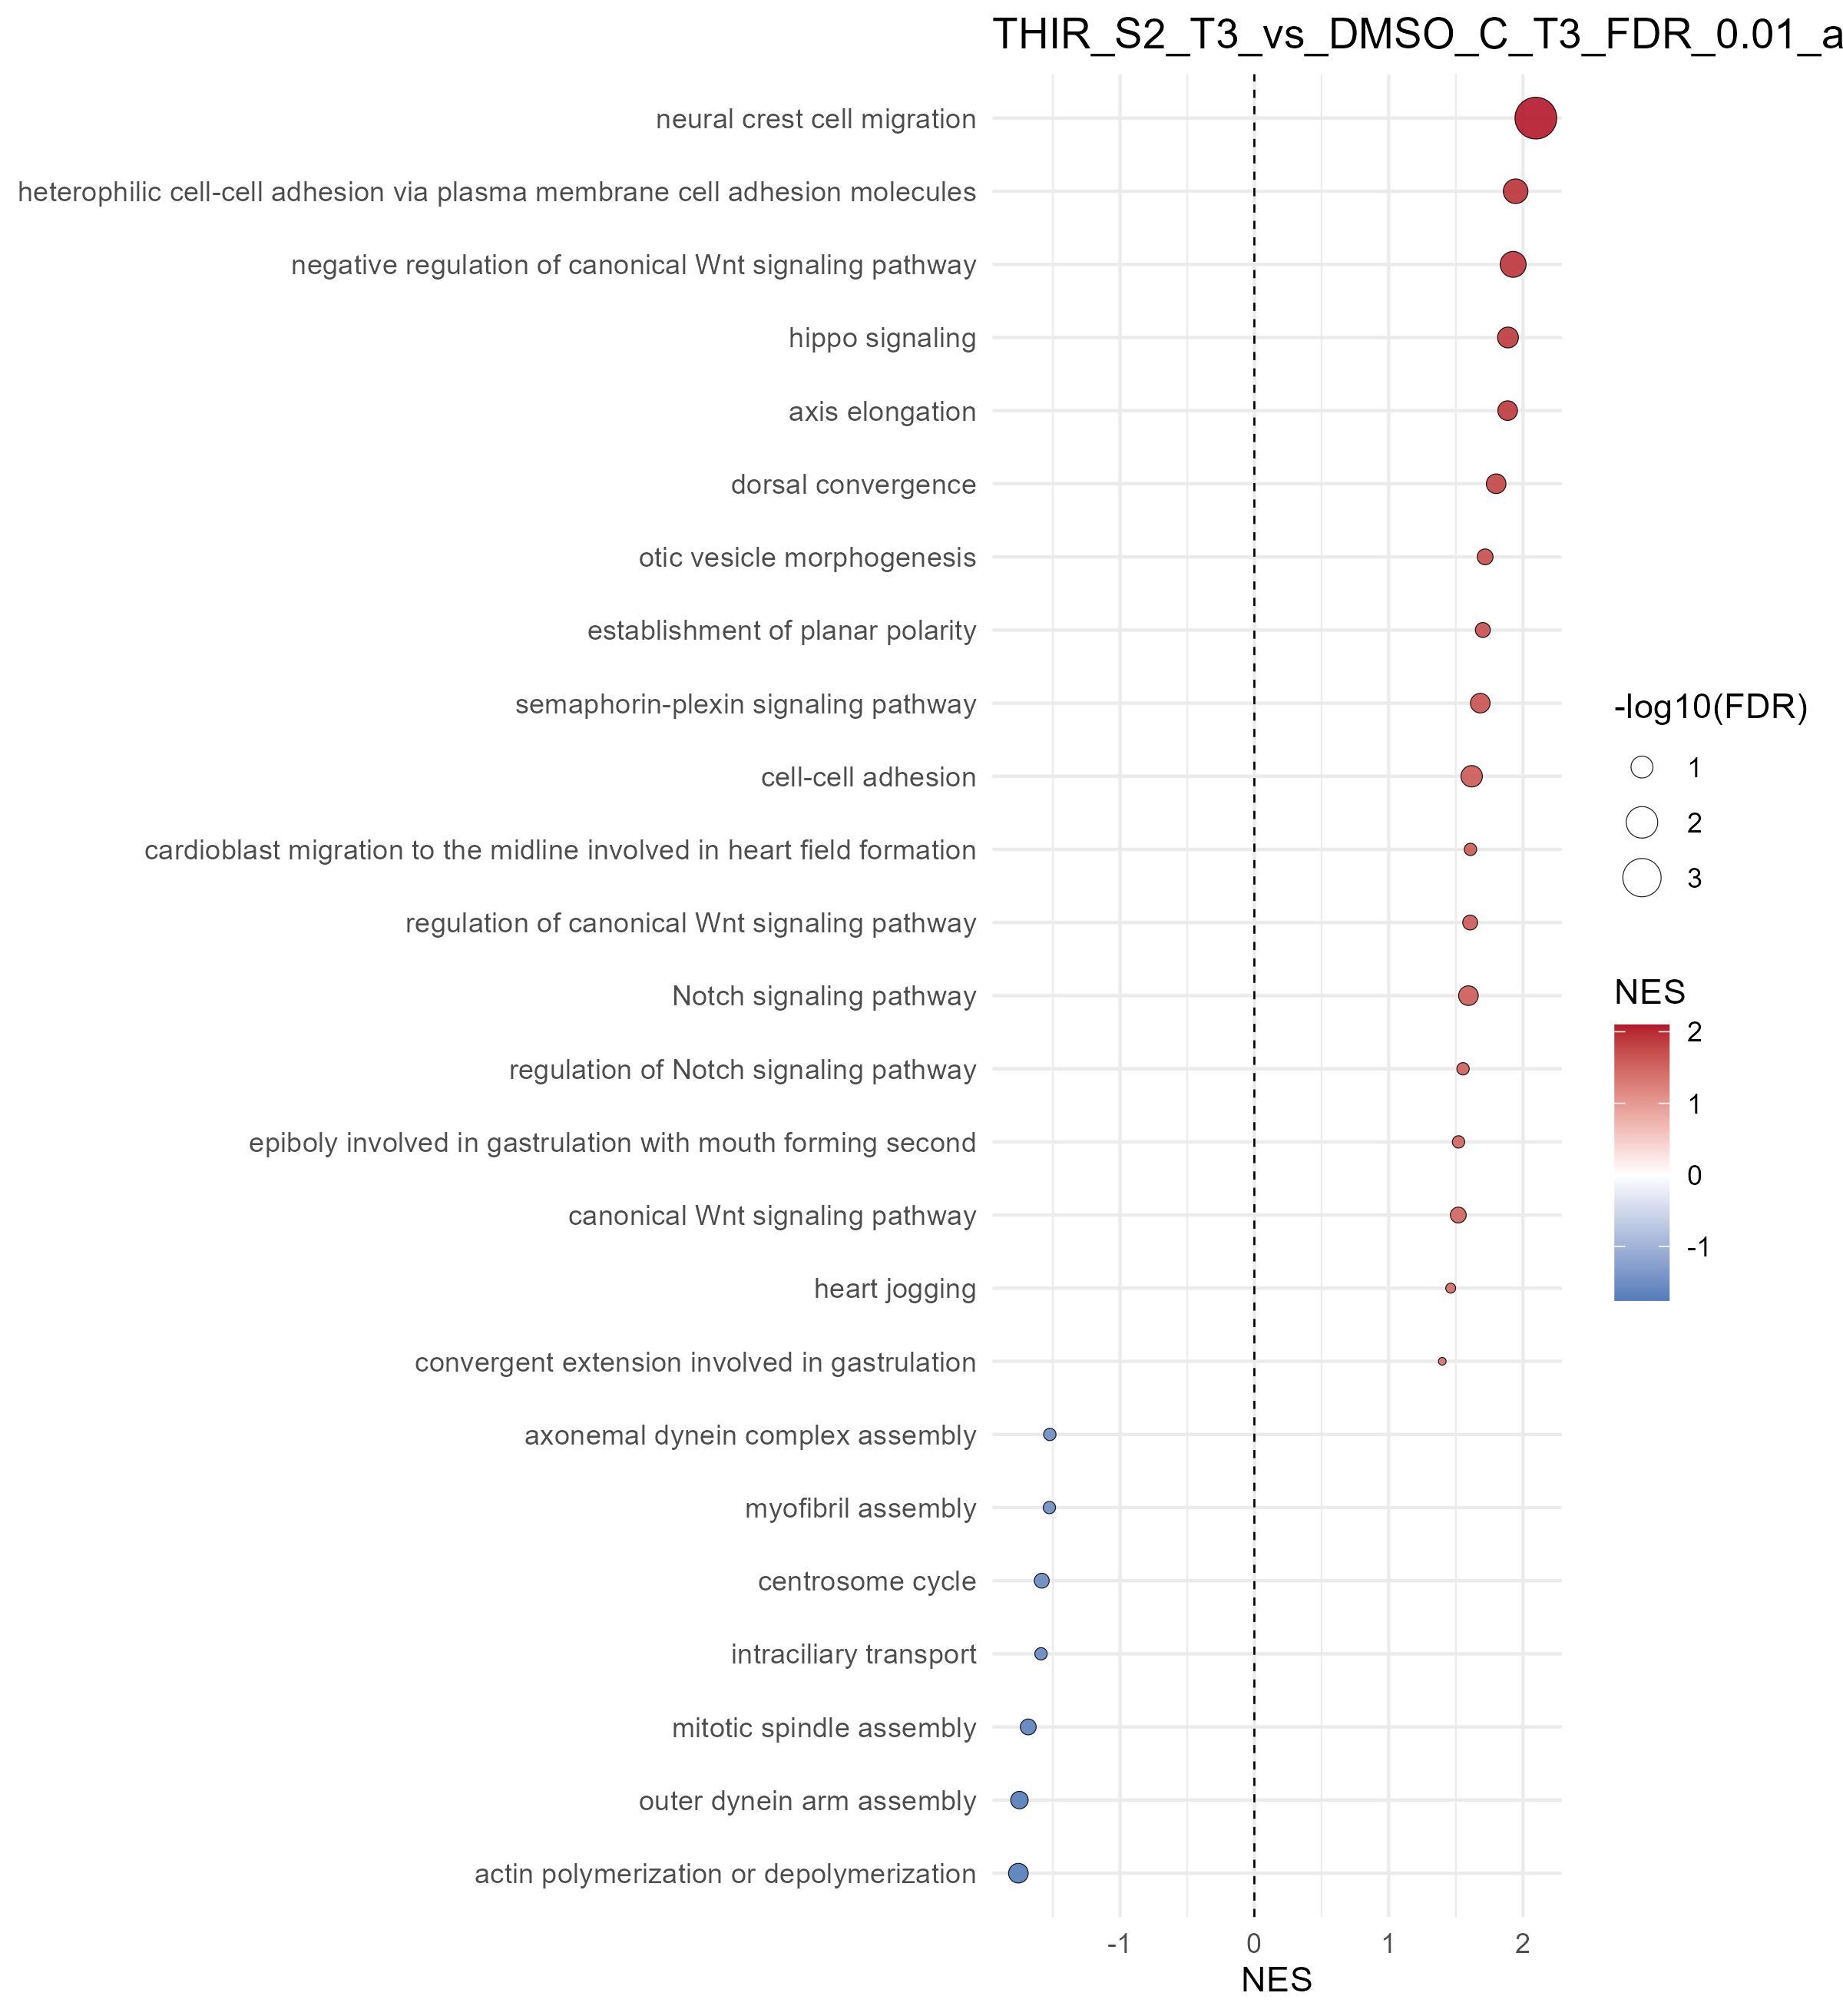 THIR_S2_T3_vs_DMSO_C_T3_FDR_0.01_a
neural crest cell migration
heterophilic cell-cell adhesion via plasma membrane cell adhesion molecules
negative regulation of canonical Wnt signaling pathway
hippo signaling
axis elongation
dorsal convergence
otic vesicle morphogenesis
establishment of planar polarity
semaphorin-plexin signaling pathway
cell-cell adhesion
cardioblast migration to the midline involved in heart field formation
regulation of canonical Wnt signaling pathway
Notch signaling pathway
regulation of Notch signaling pathway
epiboly involved in gastrulation with mouth forming second
canonical Wnt signaling pathway
heart jogging
convergent extension involved in gastrulation
axonemal dynein complex assembly
myofibril assembly
centrosome cycle
intraciliary transport
mitotic spindle assembly
outer dynein arm assembly
actin polymerization or depolymerization
-1 0 1 2
NES
-log10(FDR)
1
2
3
NES
2
1
0
-1